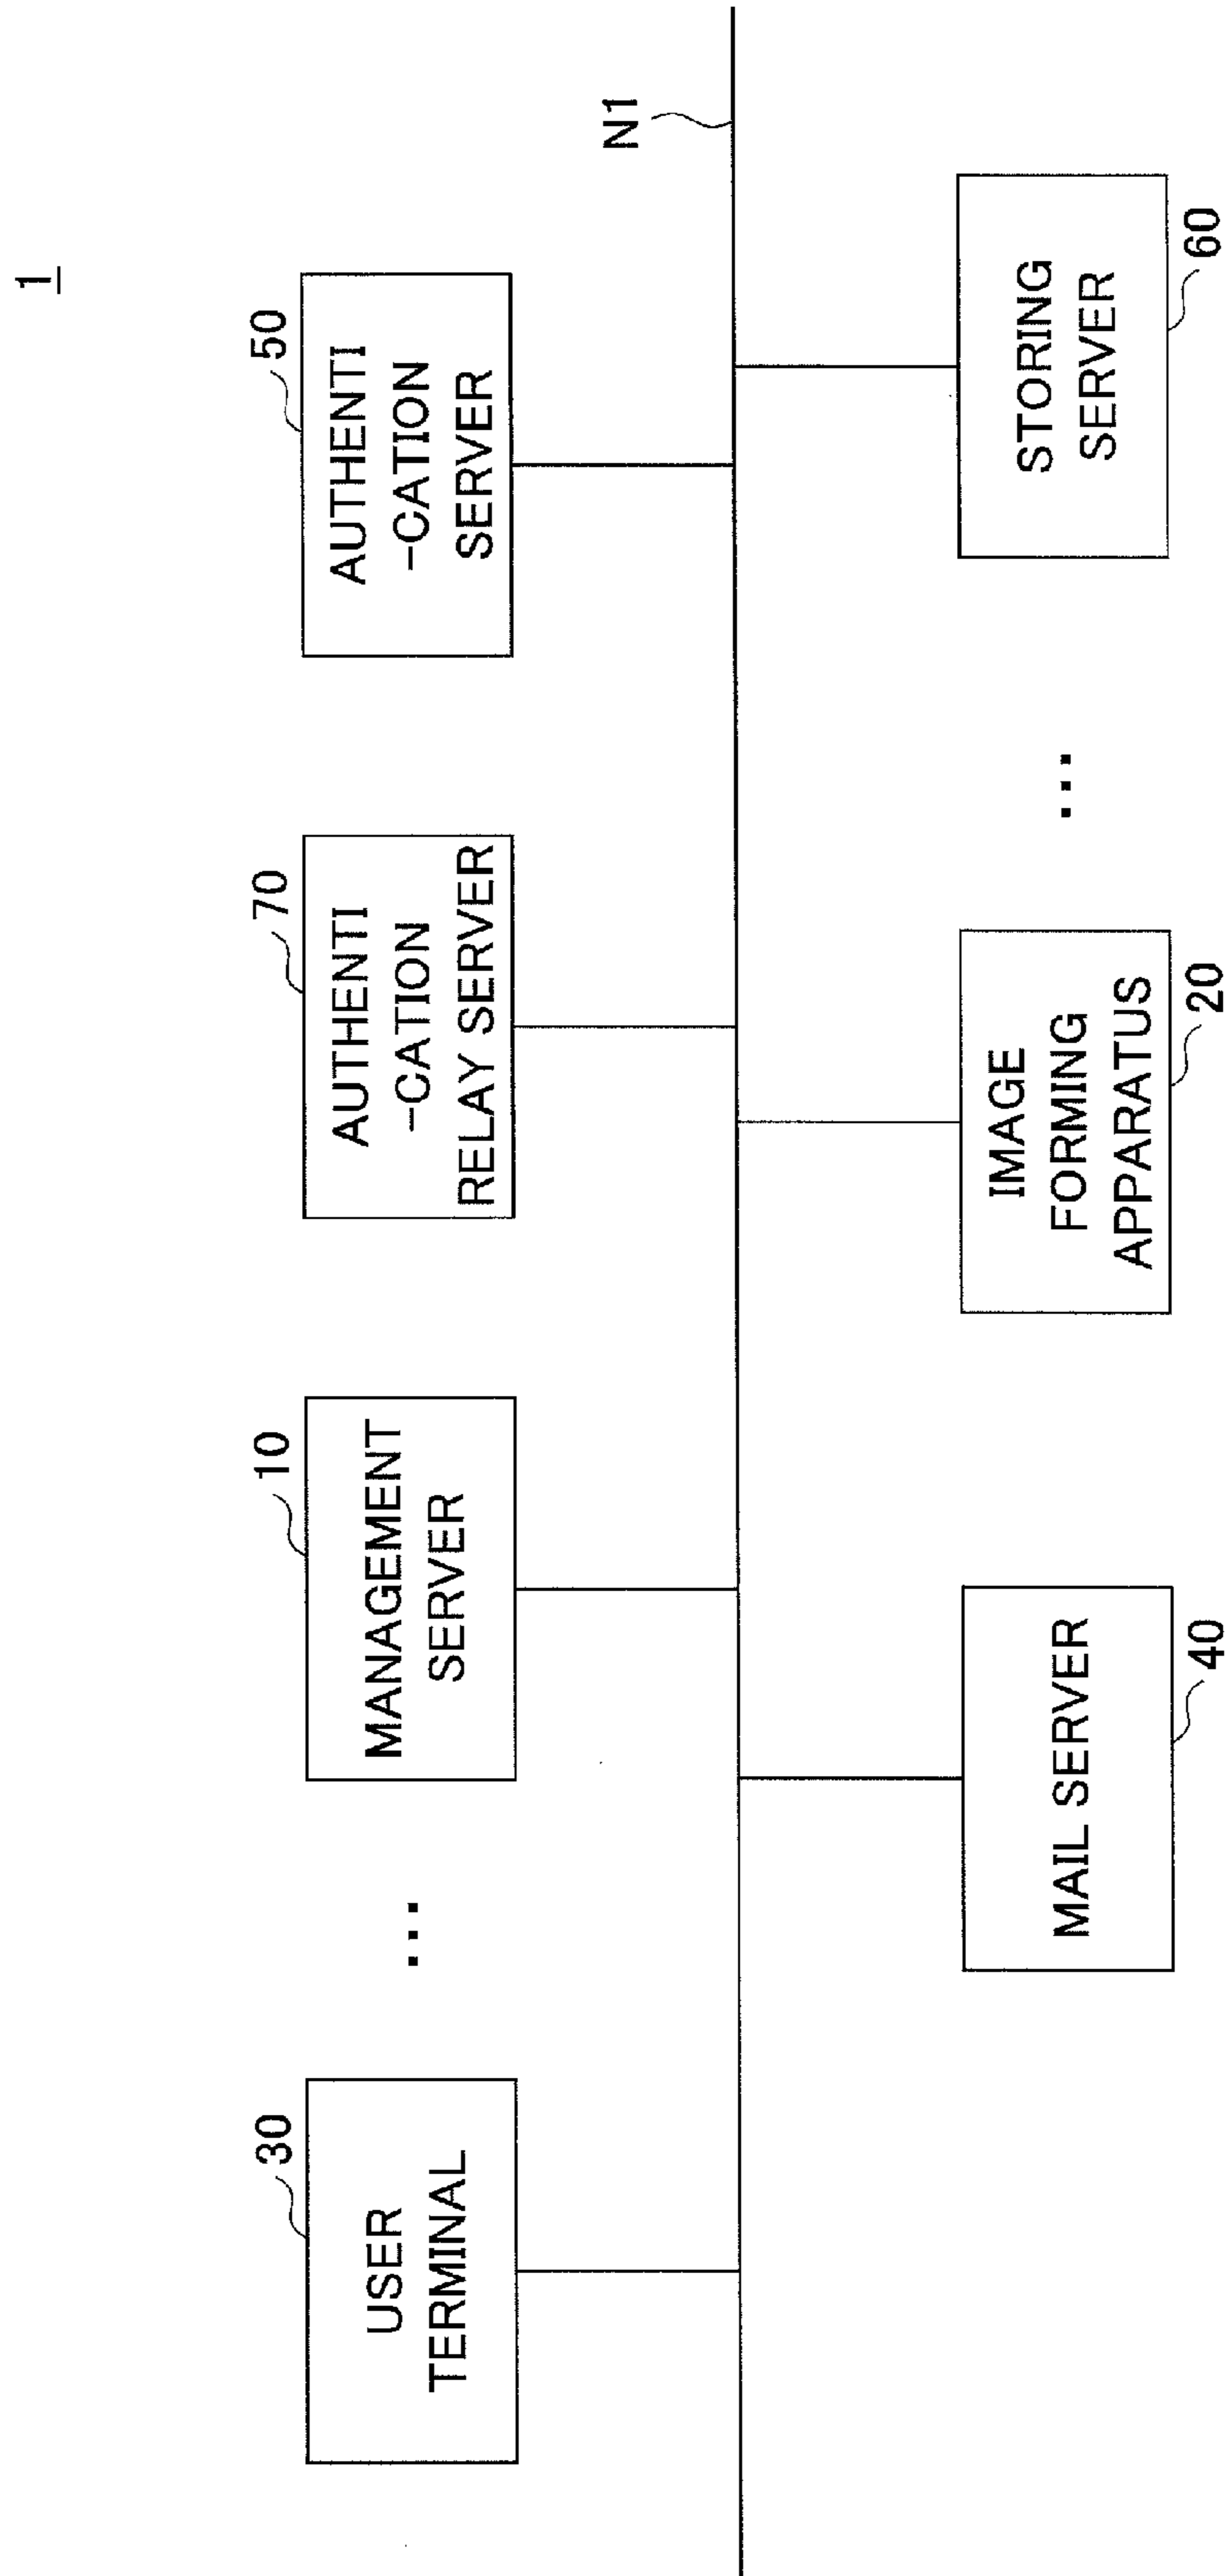 1
30
USER
TERMINAL
...
10
MANAGEMENT
SERVER
70
AUTHENTI
-CATION
RELAY SERVER
50
AUTHENTI
-CATION
SERVER
N1
MAIL SERVER
40
IMAGE
FORMING
APPARATUS
20
...
STORING
SERVER
60